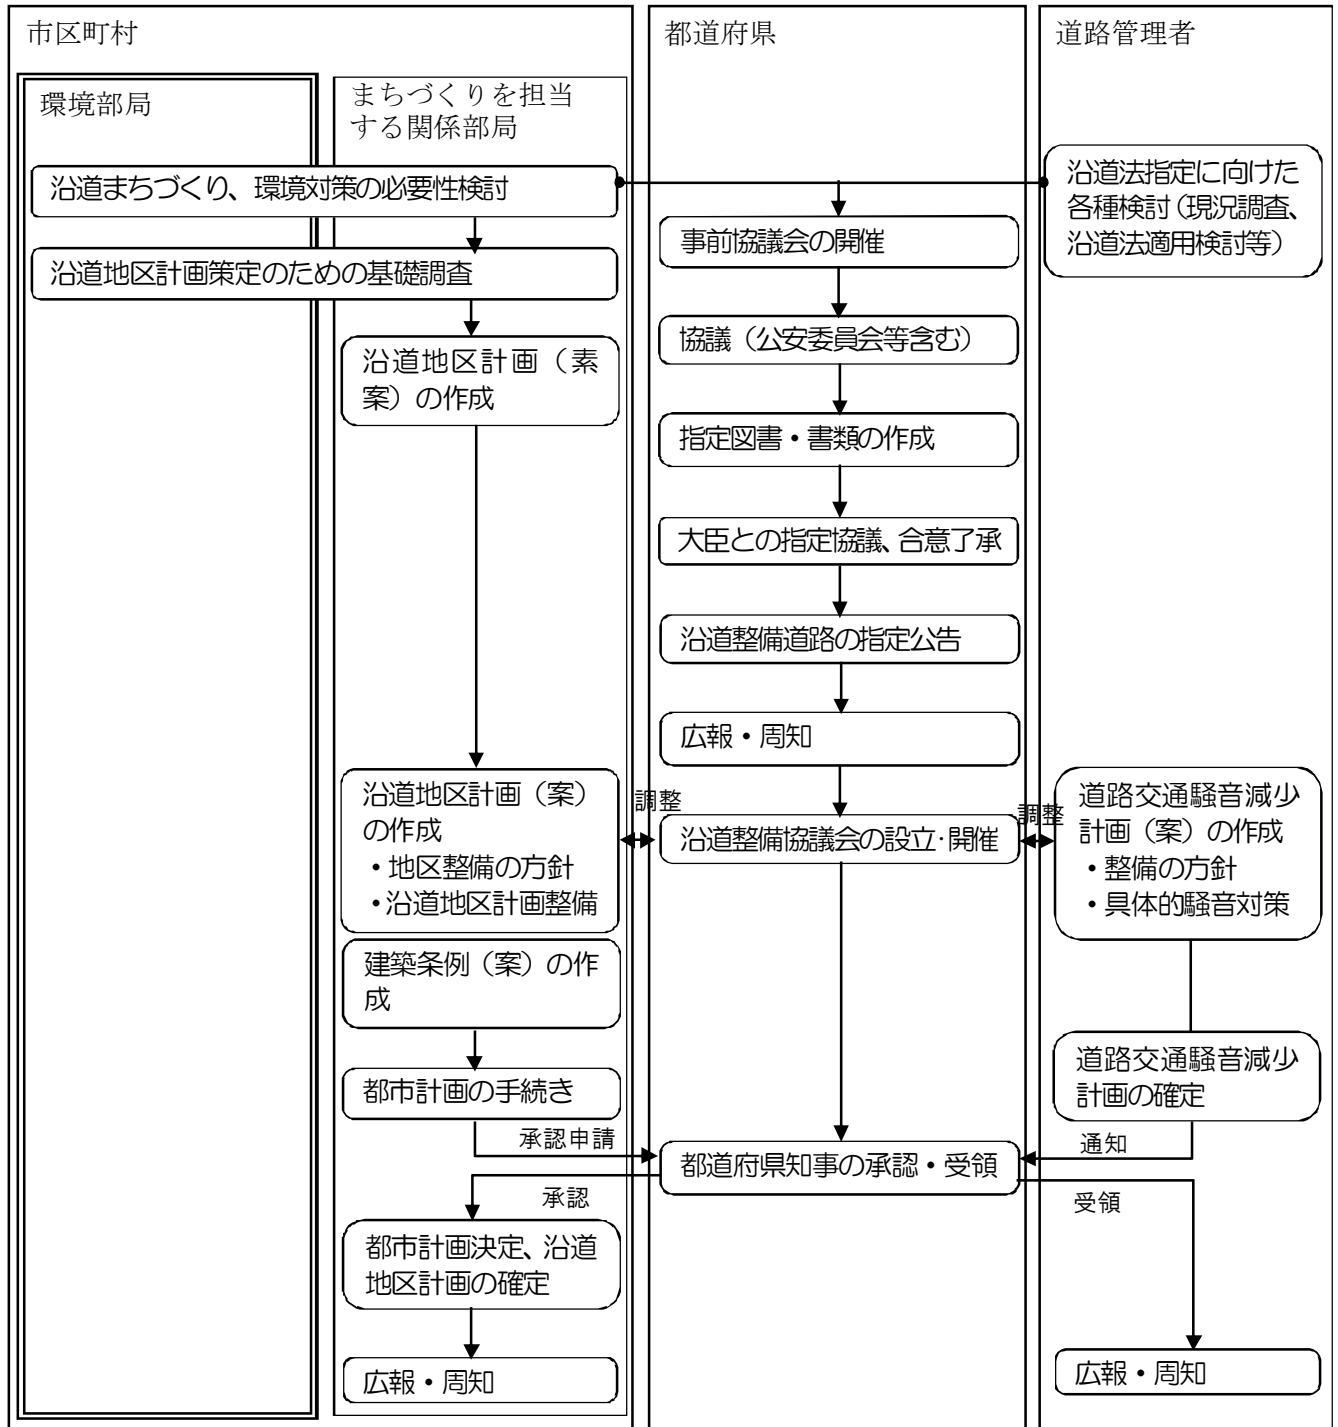 市区町村
都道府県
道路管理者
環境部局
まちづくりを担当
する関係部局
沿道まちづくり、環境対策の必要性検討
沿道法指定に向けた
各種検討（現況調査、
沿道法適用検討等）
事前協議会の開催
沿道地区計画策定のための基礎調査
協議（公安委員会等含む）
沿道地区計画（素
案）の作成
指定図書・書類の作成
大臣との指定協議、合意了承
沿道整備道路の指定公告
広報・周知
沿道地区計画（案）
の作成
・地区整備の方針
・沿道地区計画整備
調整
沿道整備協議会の設立･開催
調整
道路交通騒音減少
計画（案）の作成
・整備の方針
・具体的騒音対策
建築条例（案）の作
成
都市計画の手続き
道路交通騒音減少
計画の確定
承認申請
通知
都道府県知事の承認・受領
承認
受領
都市計画決定、沿道
地区計画の確定
広報・周知
広報・周知